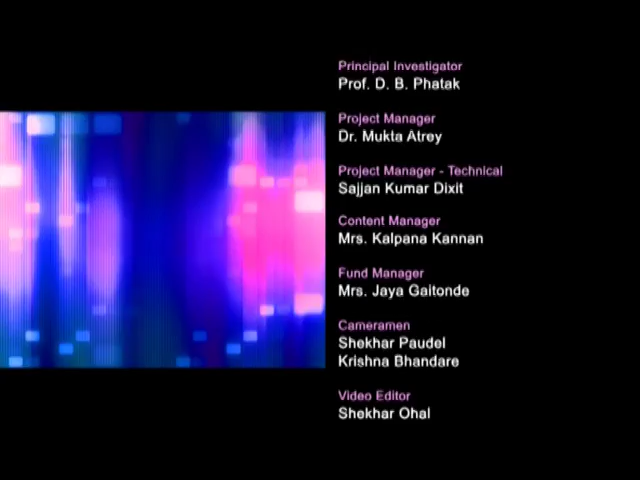 Principal Investigator
Prof. D. B. Phatak
Project Manager
Dr. Mukta Atrey
Project Manager - Technical
Sajjan Kumar Dixit
Content Manager
Mrs. Kalpana Kannan
Fund Manager
Mrs. Jaya Gaitonde
Cameramen
Shekhar Paudel
Krishna Bhandare
Video Editor
Shekhar Ohal